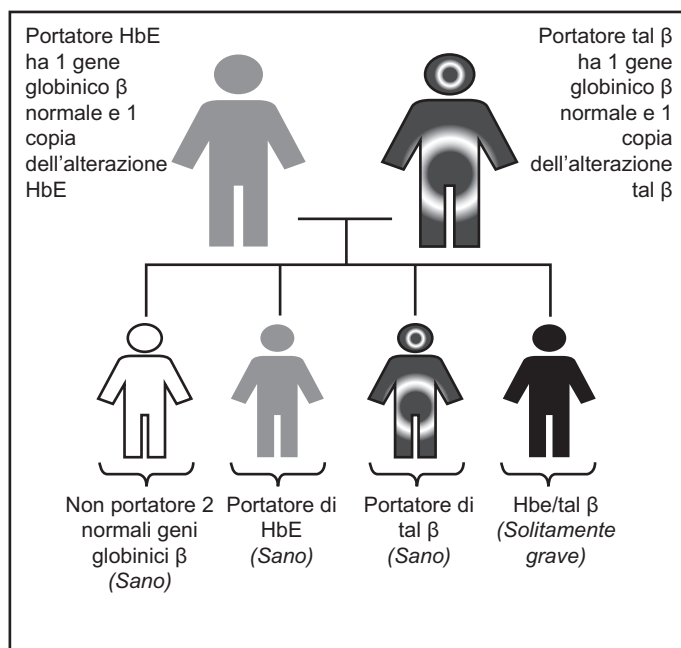 Portatore HbE
ha 1 gene
globinico β
normale e 1
copia
dell'alterazione
HbE
Portatore tal β
ha 1 gene
globinico β
normale e 1
copia
dell'alterazione
tal β
Non portatore 2
normali geni
globinici β
(Sano)
Portatore di
HbE
(Sano)
Portatore di
tal β
(Sano)
Hbe/tal β
(Solitamente
grave)